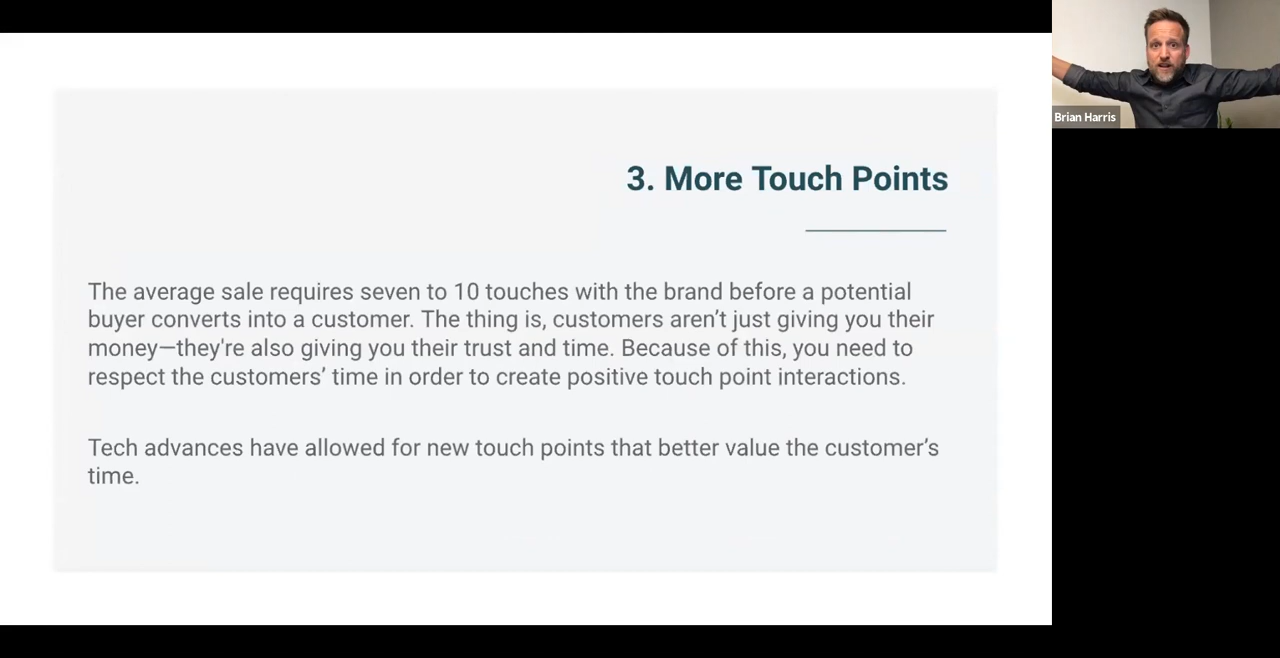 3. More Touch Points
The average sale requires seven to 10 touches with the brand before a potential
buyer converts into a customer. The thing is, customers aren’t just giving you their
money—they're also giving you their trust and time. Because of this, you need to
respect the customers’ time in order to create positive touch point interactions.
Tech advances have allowed for new touch points that better value the customer’s
time.
Brian Harris